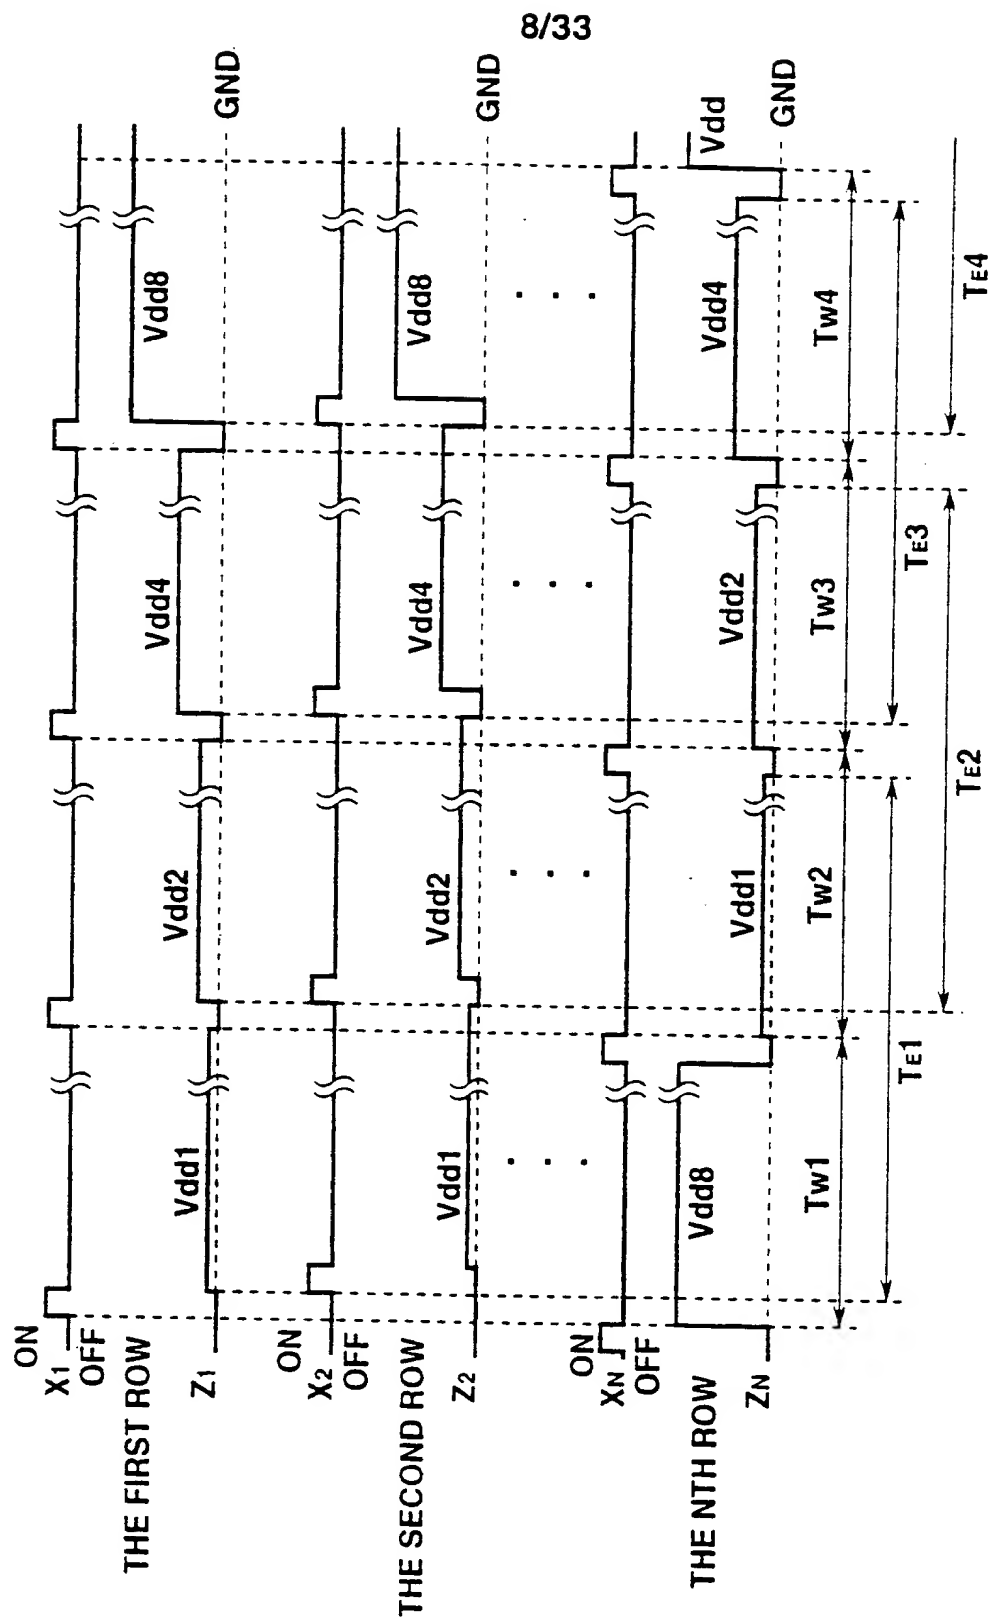 8/33
ON
X1
OFF
THE FIRST ROW
Z1
Vdd1
Vdd2
Vdd4
Vdd8
GND
ON
X2
OFF
THE SECOND ROW
Z2
Vdd1
Vdd2
Vdd4
Vdd8
GND
. . .
. . .
. . .
. . .
ON
XN
OFF
THE NTH ROW
ZN
Vdd8
Vdd1
Vdd2
Vdd4
Vdd
GND
Tw1
Tw2
Tw3
Tw4
TE1
TE3
TE2
TE4